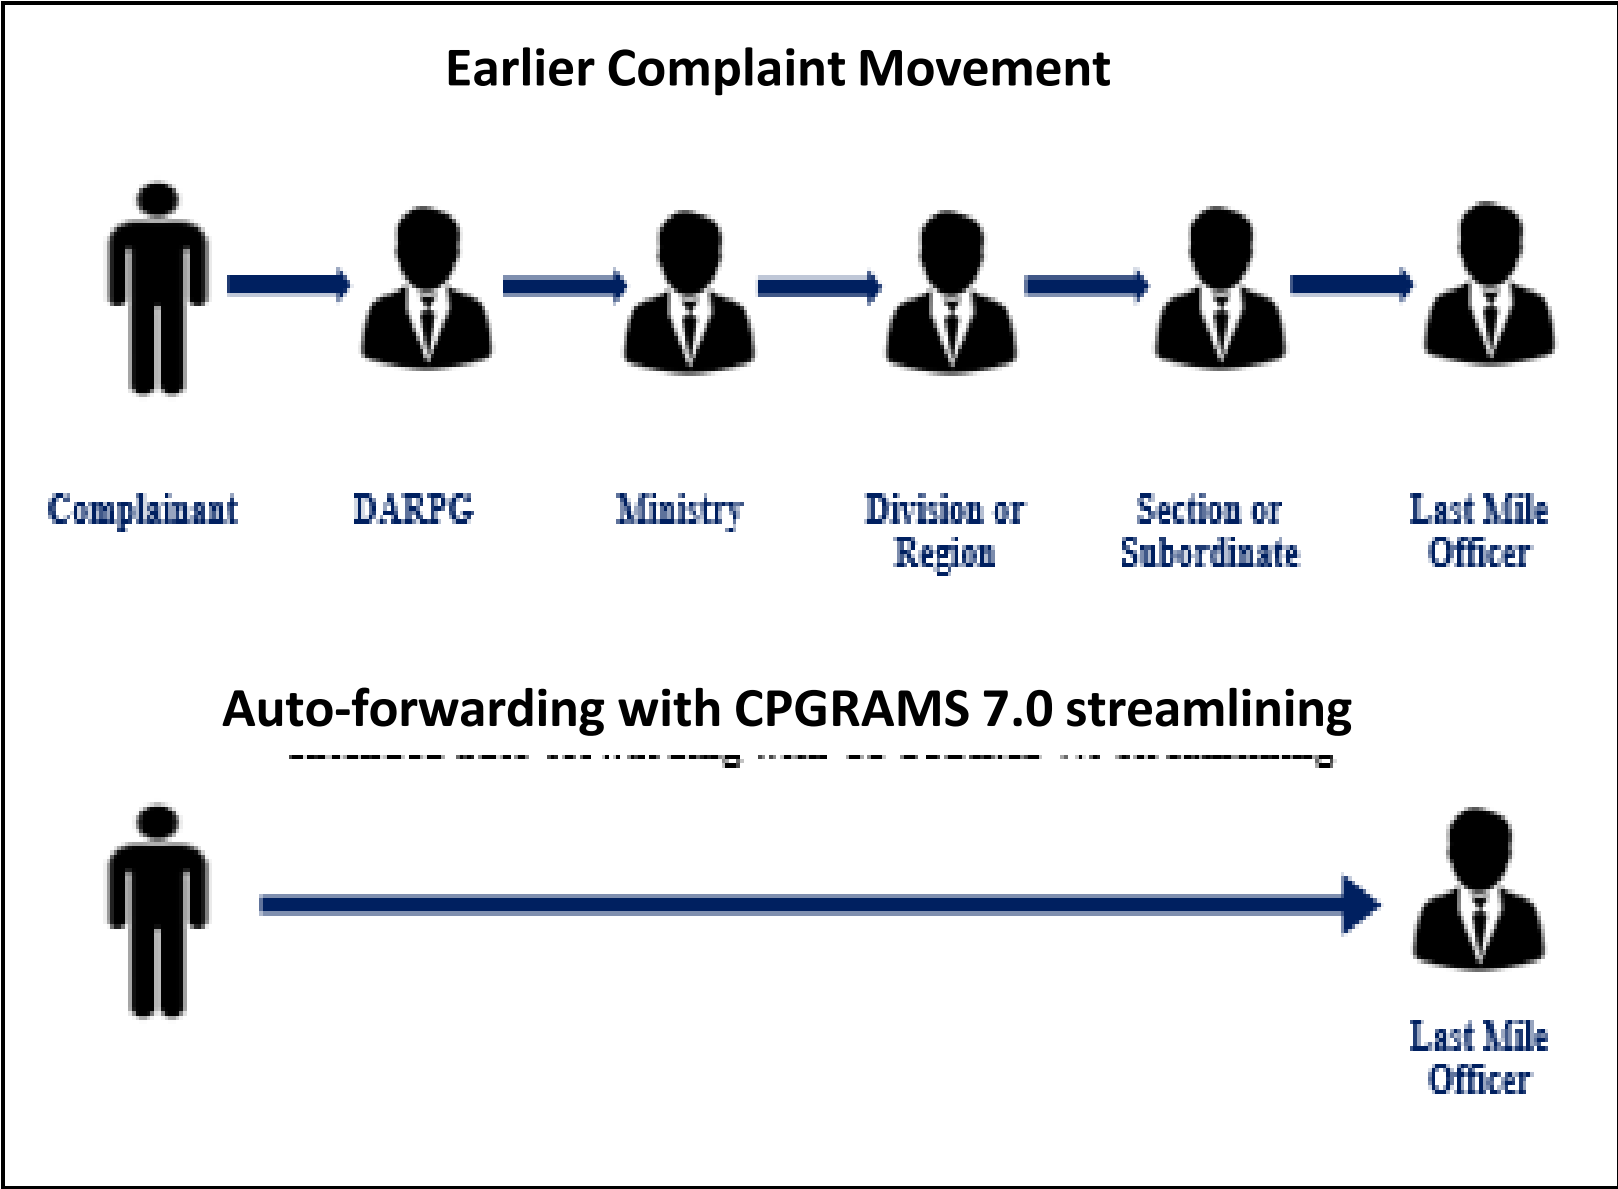 Earlier Complaint Movement
Complainant
DARPG
Ministry
Division or
Region
Section or
Subordinate
Last Mile
Officer
Auto-forwarding with CPGRAMS 7.0 streamlining
Last Mile
Officer